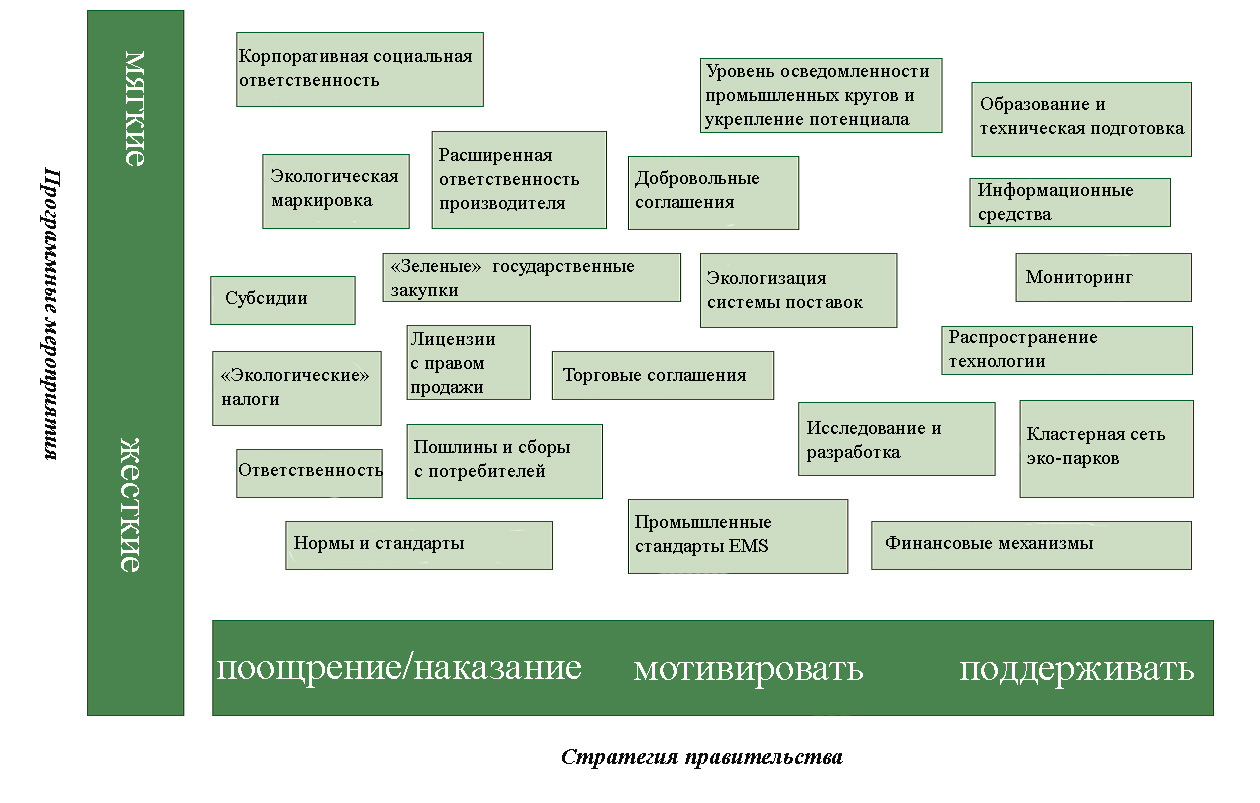 мягкие
жесткие
Программные мероприятия
Корпоративная социальная
ответственность
Уровень осведомленности
промышленных кругов и
укрепление потенциала
Образование и
техническая подготовка
Экологическая
маркировка
Расширенная
ответственность
производителя
Добровольные
соглашения
Информационные
средства
Субсидии
«Зеленые» государственные
закупки
Экологизация
системы поставок
Мониторинг
«Экологические»
налоги
Лицензии
с правом
продажи
Торговые соглашения
Распространение
технологии
Ответственность
Пошлины и сборы
с потребителей
Исследование и
разработка
Кластерная сеть
эко-парков
Нормы и стандарты
Промышленные
стандарты EMS
Финансовые механизмы
поощрение/наказание
мотивировать
поддерживать
Стратегия правительства